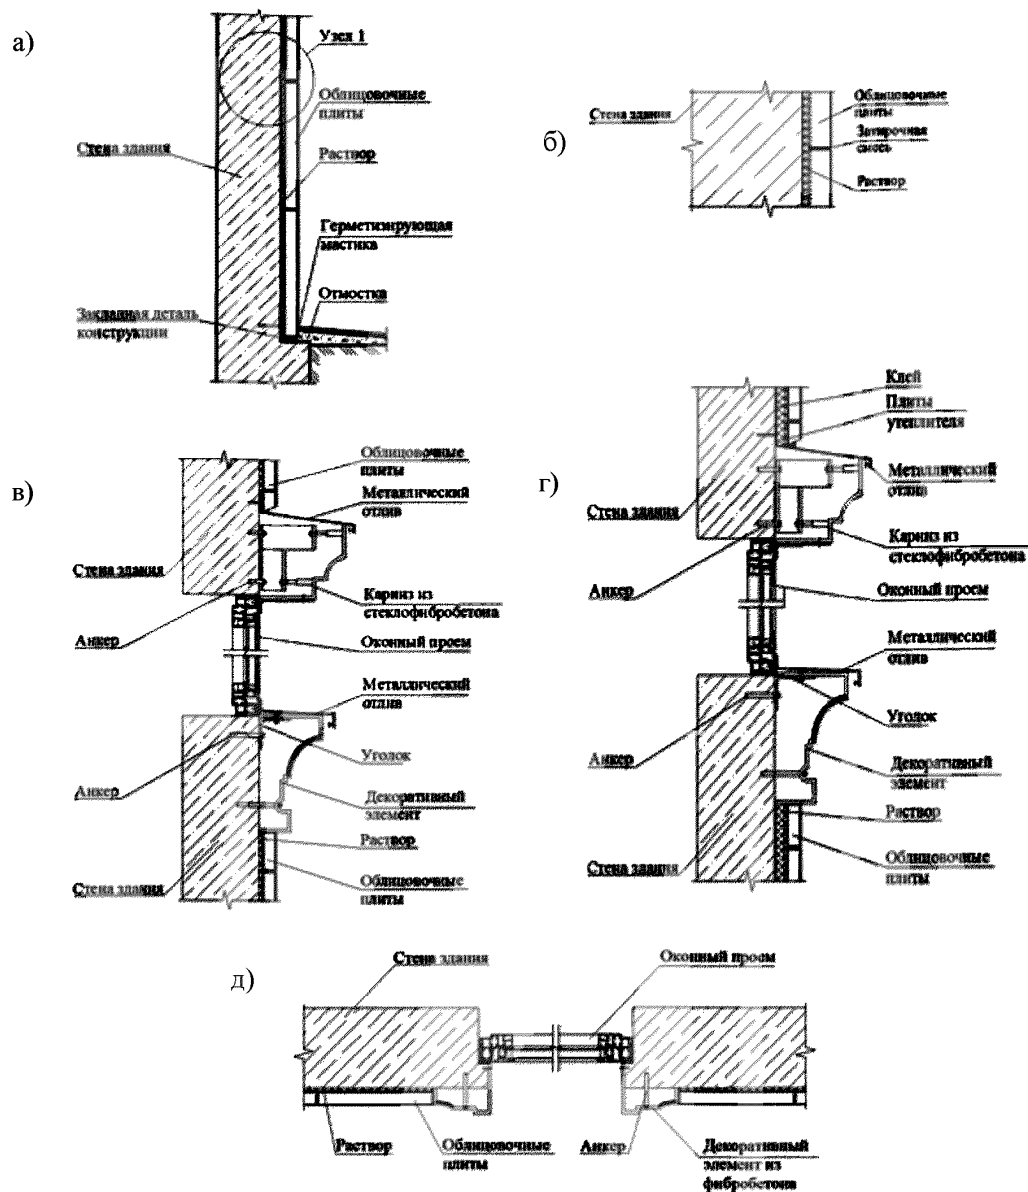 а)
Узел 1
Облицовочные
плиты
Стена здания
Раствор
Герметизирующая
мастика
Отмостка
Закладная деталь
конструкции
б)
Стена здания
Облицовочные
плиты
Затирочная
смесь
Раствор
в)
Облицовочные
плиты
Металлический
отлив
Стена здания
Карниз из
стеклофибробетона
Анкер
Оконный проем
Металлический
отлив
Уголок
Анкер
Декоративный
элемент
Раствор
Стена здания
Облицовочные
плиты
г)
Клей
Плиты
утеплителя
Металлический
отлив
Стена здания
Карниз из
стеклофибробетона
Анкер
Оконный проем
Металлический
отлив
Уголок
Анкер
Декоративный
элемент
Раствор
Стена здания
Облицовочные
плиты
д)
Стена здания
Оконный проем
Раствор
Облицовочные
плиты
Анкер
Декоративный
элемент из
фибробетона